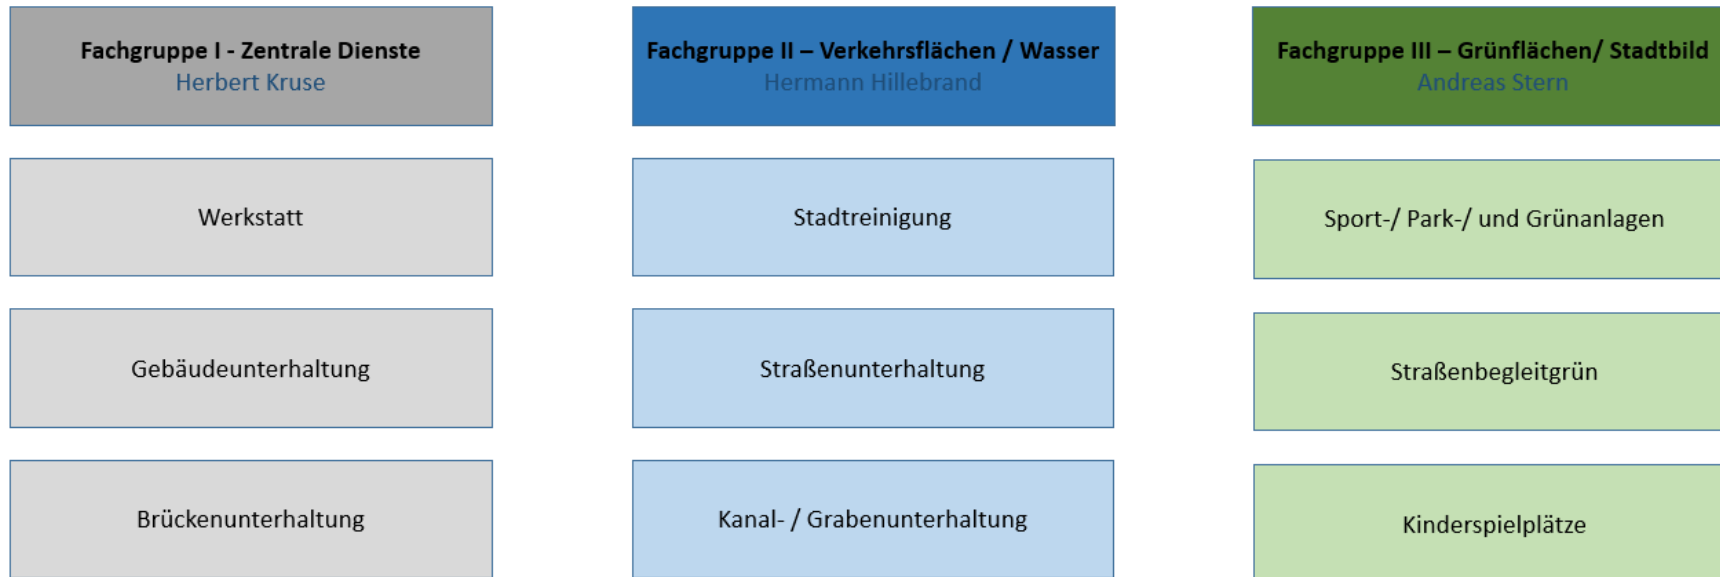 Fachgruppe I - Zentrale Dienste
Herbert Kruse
Werkstatt
Gebäudeunterhaltung
Brückenunterhaltung
Fachgruppe II – Verkehrsflächen / Wasser
Hermann Hillebrand
Stadtreinigung
Straßenunterhaltung
Kanal- / Grabenunterhaltung
Fachgruppe III – Grünflächen/ Stadtbild
Andreas Stern
Sport-/ Park-/ und Grünanlagen
Straßenbegleitgrün
Kinderspielplätze